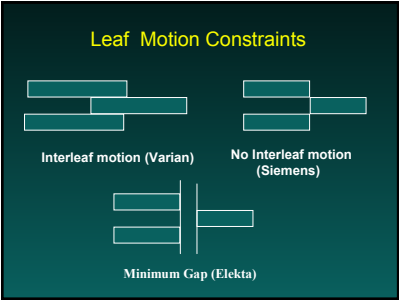 Leaf Motion Constraints
Interleaf motion (Varian)
No Interleaf motion
(Siemens)
Minimum Gap (Elekta)